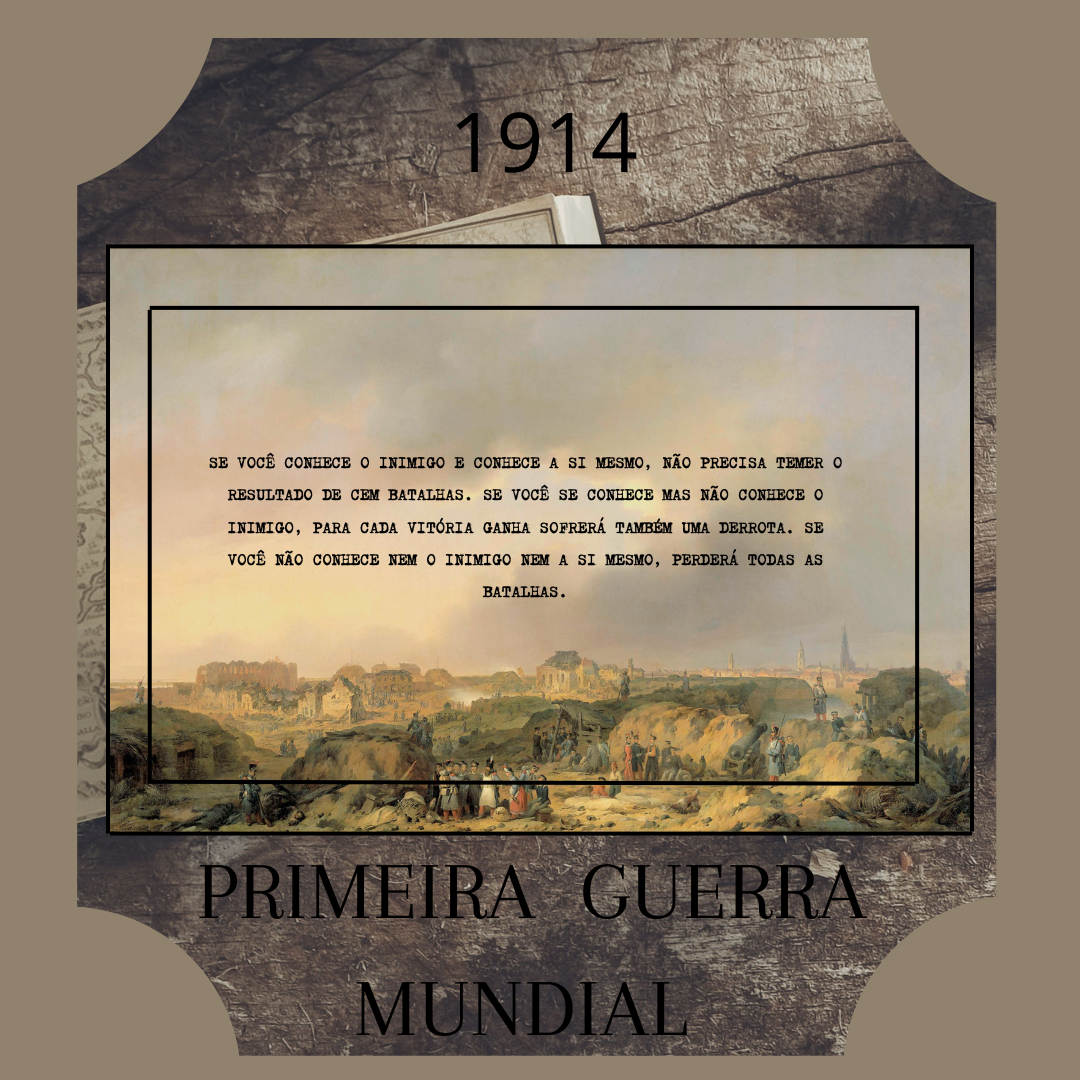 1914
SE VOCÊ CONHECE O INIMIGO E CONHECE A SI MESMO, NÃO PRECISA TEMER O
RESULTADO DE CEM BATALHAS. SE VOCÊ SE CONHECE MAS NÃO CONHECE O
INIMIGO, PARA CADA VITÓRIA GANHA SOFRERÁ TAMBÉM UMA DERROTA. SE
VOCÊ NÃO CONHECE NEM O INIMIGO NEM A SI MESMO, PERDERÁ TODAS AS
BATALHAS.
PRIMEIRA GUERRA
MUNDIAL